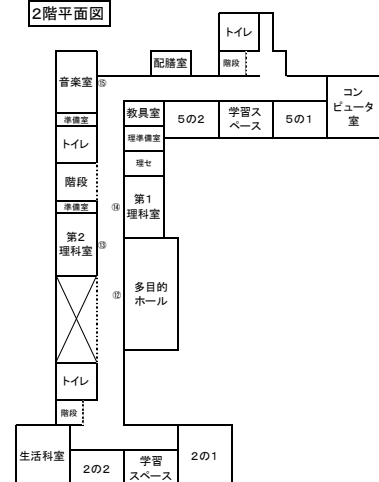 2階平面図
トイレ
配膳室
階段
音楽室
⑮
コン
ピュータ
室
教具室
5の2
学習ス
ペース
5の1
準備室
理準備室
トイレ
理セ
階段
第1
理科室
⑭
準備室
第2
理科室
⑬
多目的
ホール
⑫
トイレ
階段
生活科室
2の2
学習
スペース
2の1